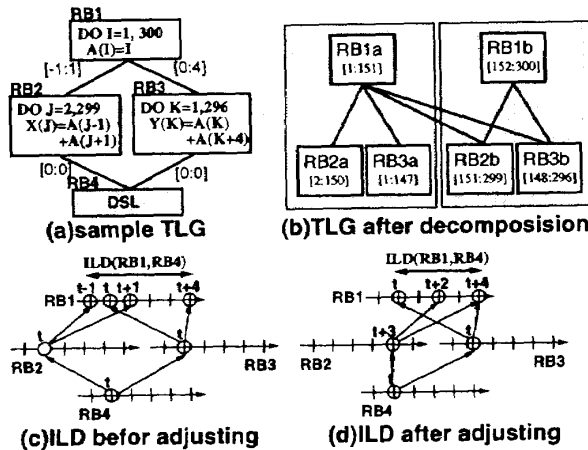 RB1
DO I=1, 300
A(I)=I
[-1:1]
[0:4]
RB2
RB3
DO J=2,299
X(J)=A(J-1)
+A(J+1)
DO K=1,296
Y(K)=A(K)
+A(K+4)
[0:0]
[0:0]
RB4
DSL
(a)sample TLG
RB1a
[1:151]
RB1b
[152:300]
RB2a
[2:150]
RB3a
[1:147]
RB2b
[151:299]
RB3b
[148:296]
(b)TLG after decomposision
ILD(RB1,RB4)
t-1 t t+1 t+4
RB1
t
t
RB2
RB3
t
RB4
(c)ILD befor adjusting
ILD(RB1,RB4)
t t+2 t+4
RB1
t+3
t
RB2
RB3
t
RB4
(d)ILD after adjusting